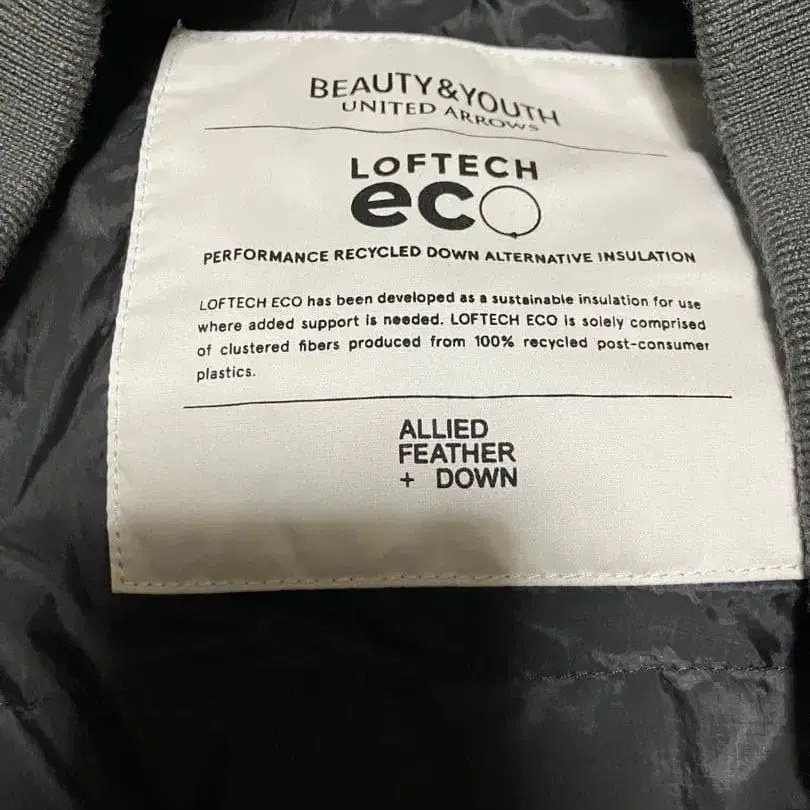 BEAUTY&YOUTH
UNITED ARROWS
LOFTECH
eco
PERFORMANCE RECYCLED DOWN ALTERNATIVE INSULATION
LOFTECH ECO has been developed as a sustainable insulation for use
where added support is needed. LOFTECH ECO is solely comprised
of clustered fibers produced from 100% recycled post-consumer
plastics.
ALLIED
FEATHER
+ DOWN